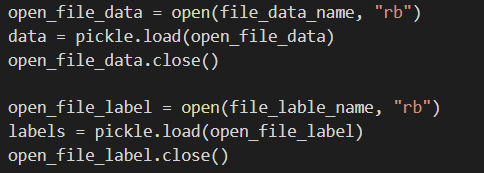 open_file_data = open(file_data_name, "rb")
data = pickle.load(open_file_data)
open_file_data.close()

open_file_label = open(file_lable_name, "rb")
labels = pickle.load(open_file_label)
open_file_label.close()